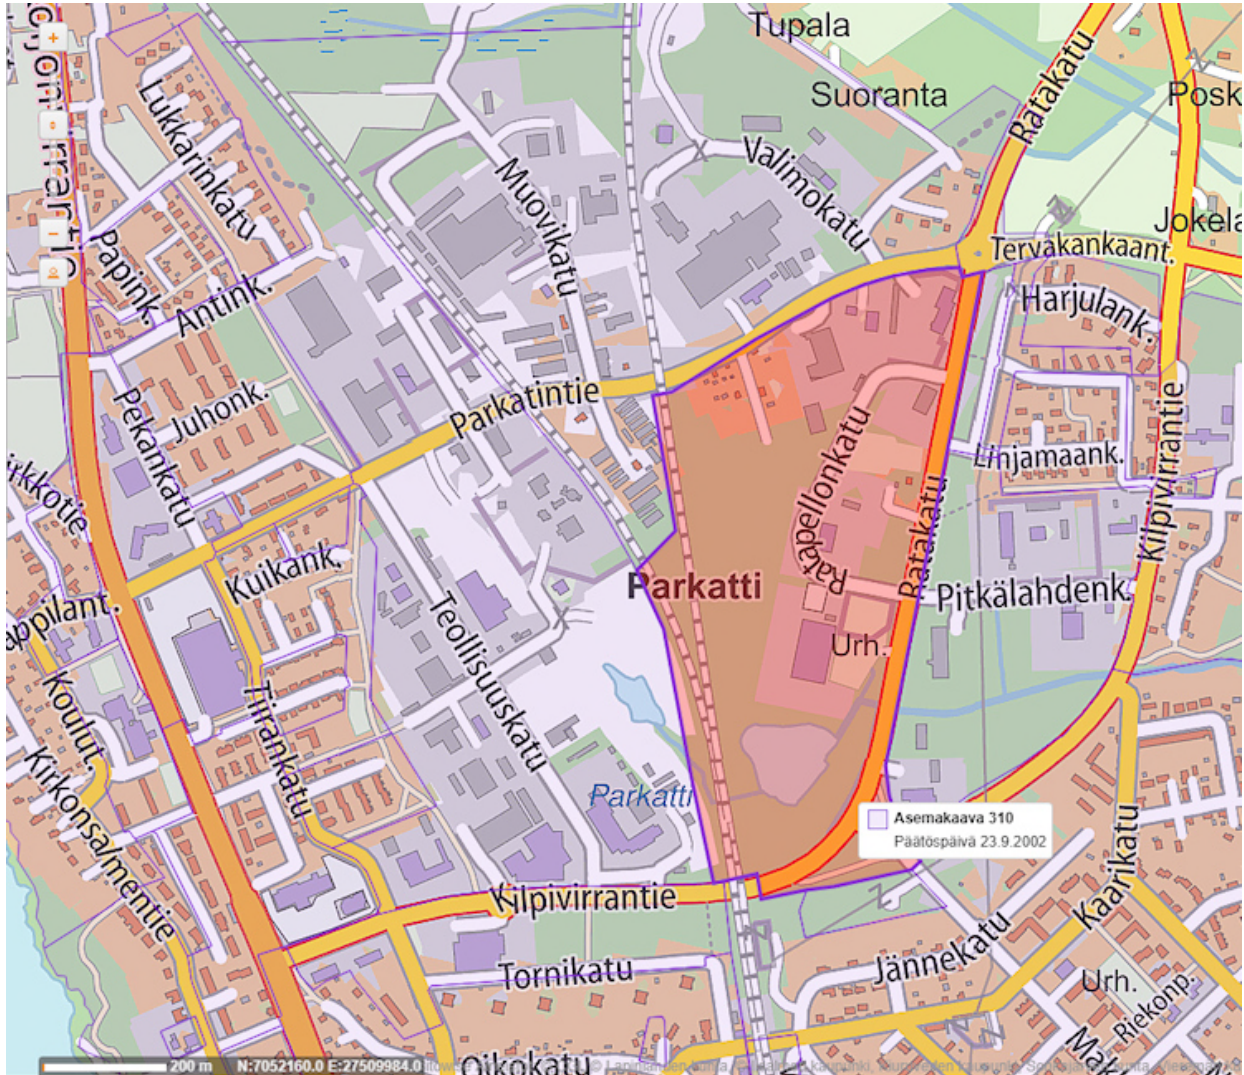 Tupala
Suoranta
Ratakatu
Posk
Lukkarinkatu
Muovikatu
Valimokatu
Jokela
Tervakankaant.
Papink.
Antink.
Harjulank.
Pekankatu
Juhonk.
Parkatintie
Ratapellonkatu
Linjamaank.
Kilpivirrantie
irkkotie
Ratakatu
Kuikank.
Parkatti
Pitkälahdenk.
appilant.
Teollisuuskatu
Urh.
Koulut.
Tiirankatu
Kirkonsalmentie
Parkatti
Asemakaava 310
Päätöspäivä 23.9.2002
Kaarikatu
Kilpivirrantie
Jännekatu
Tornikatu
Urh.
Riekonp.
200 m
N:7052160.0 E:27509984.0